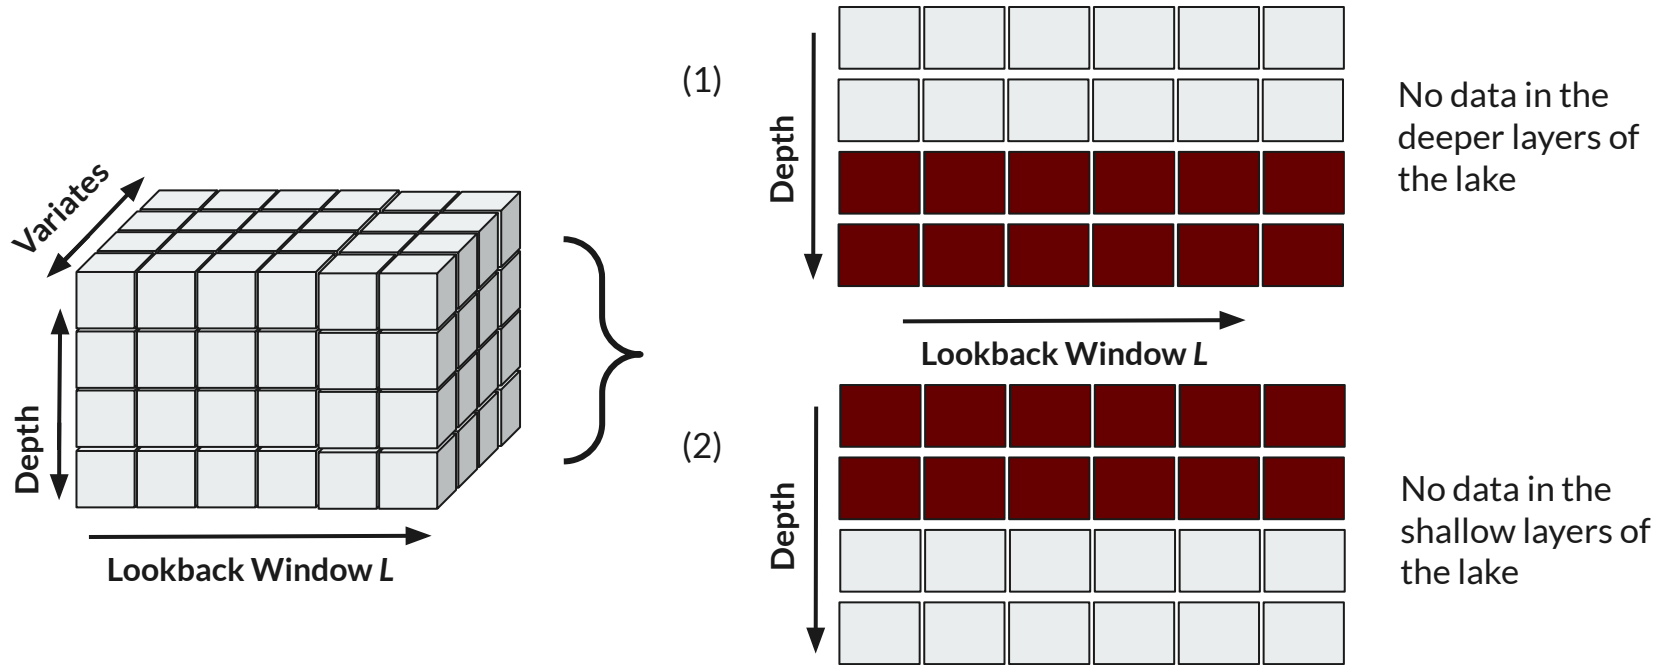 Variates
Depth
Lookback Window L
(1)
Depth
Lookback Window L
No data in the
deeper layers of
the lake
(2)
Depth
No data in the
shallow layers of
the lake